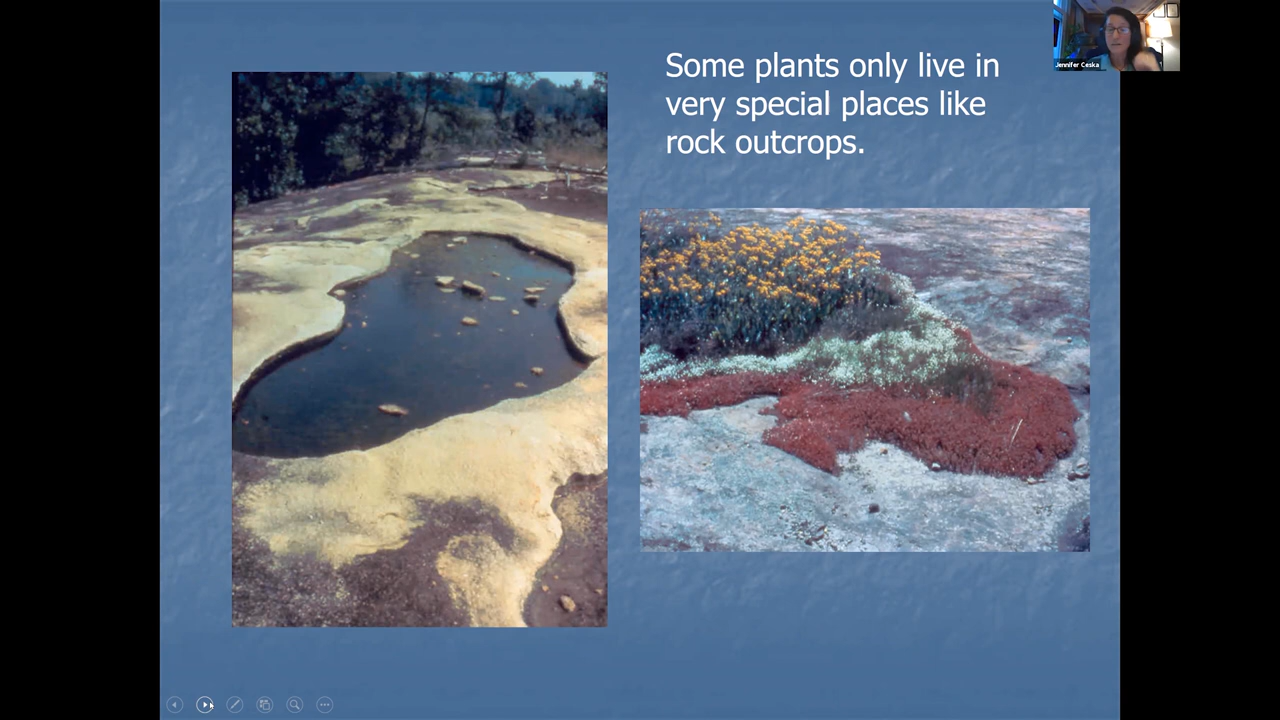 Some plants only live in
very special places like
rock outcrops.
Jennifer Ceska